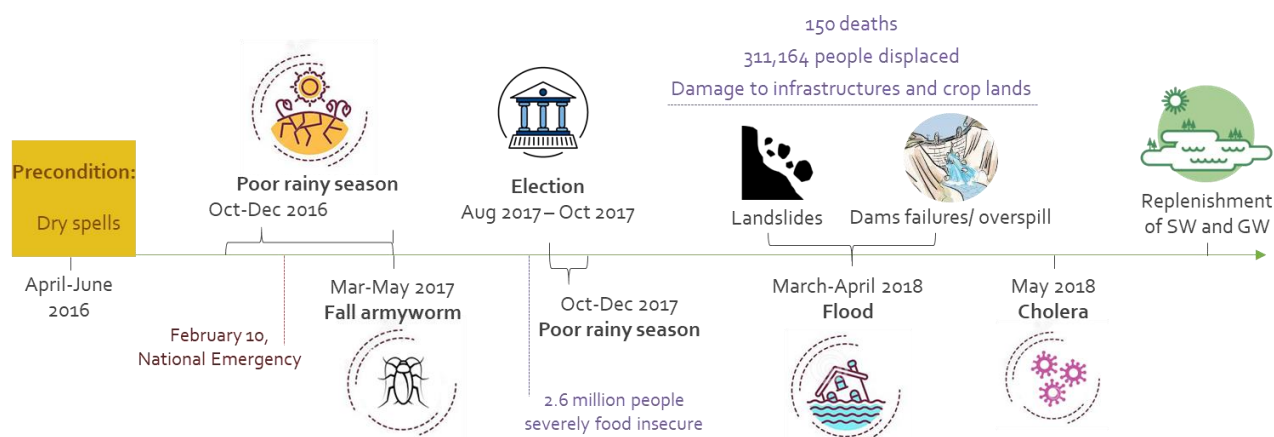 150 deaths
311,164 people displaced
Damage to infrastructures and crop lands
Precondition:
Dry spells
April-June
2016
Poor rainy season
Oct-Dec 2016
February 10,
National Emergency
Mar-May 2017
Fall armyworm
Election
Aug 2017 – Oct 2017
2.6 million people
severely food insecure
Oct-Dec 2017
Poor rainy season
Landslides
Dams failures/ overspill
March-April 2018
Flood
May 2018
Cholera
Replenishment
of SW and GW